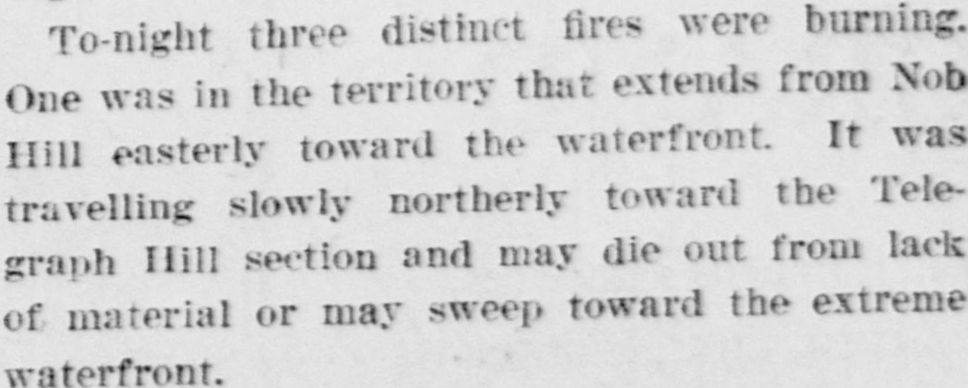 To-night three distinct fires were burning.
One was in the territory that extends from Nob
Hill easterly toward the waterfront. It was
travelling slowly northerly toward the Tele-
graph Hill section and may die out from lack
of material or may sweep toward the extreme
waterfront.